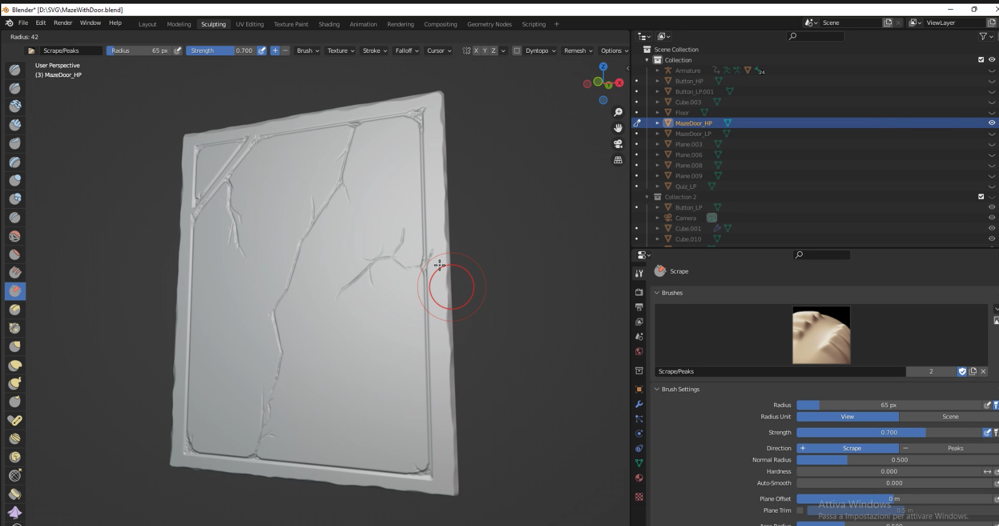 Blender* [D:\SVG\MazeWithDoor.blend]
File Edit Render Window Help Layout Modeling Sculpting UV Editing Texture Paint Shading Animation Rendering Compositing Geometry Nodes Scripting + Scene ViewLayer
Radius: 42
Scrape/Peaks Radius 65 px Strength 0.700 + − Brush Texture Stroke Falloff Cursor X Y Z Dyntopo Remesh Options
User Perspective
(3) MazeDoor_HP
Z
X
Y
Scene Collection
Collection
Armature 24
Button_HP
Button_LP.001
Cube.003
Floor
MazeDoor_HP
MazeDoor_LP
Plane.003
Plane.006
Plane.008
Plane.009
Quiz_LP
Collection 2
Button_LP
Camera
Cube.001
Cube.010
Scrape
Brushes
Scrape/Peaks 2
Brush Settings
Radius 65 px
Radius Unit View Scene
Strength 0.700
Direction + Scrape − Peaks
Normal Radius 0.500
Hardness 0.000
Auto-Smooth 0.000
Plane Offset 0 m
Attiva Windows
Plane Trim 0.5 m
Passa a Impostazioni per attivare Windows.